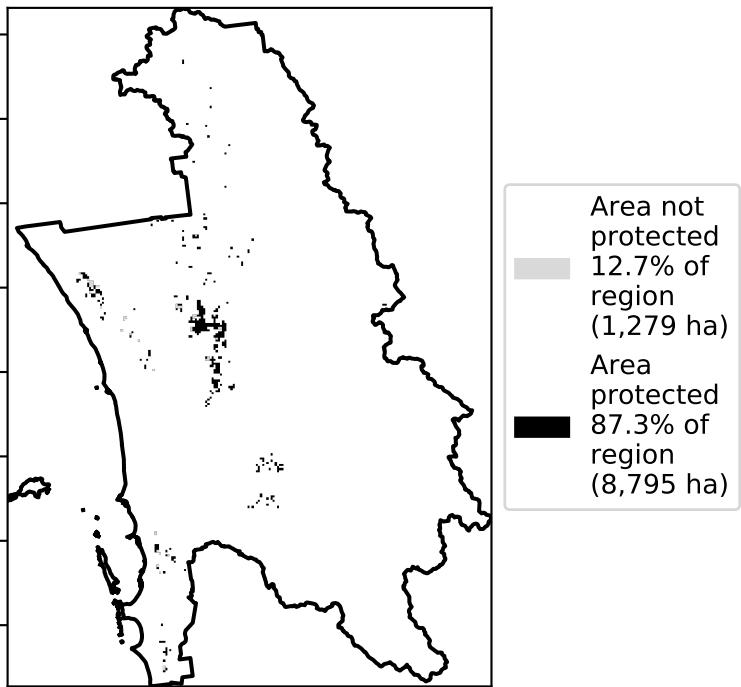 Area not
protected
12.7% of
region
(1,279 ha)
Area
protected
87.3% of
region
(8,795 ha)